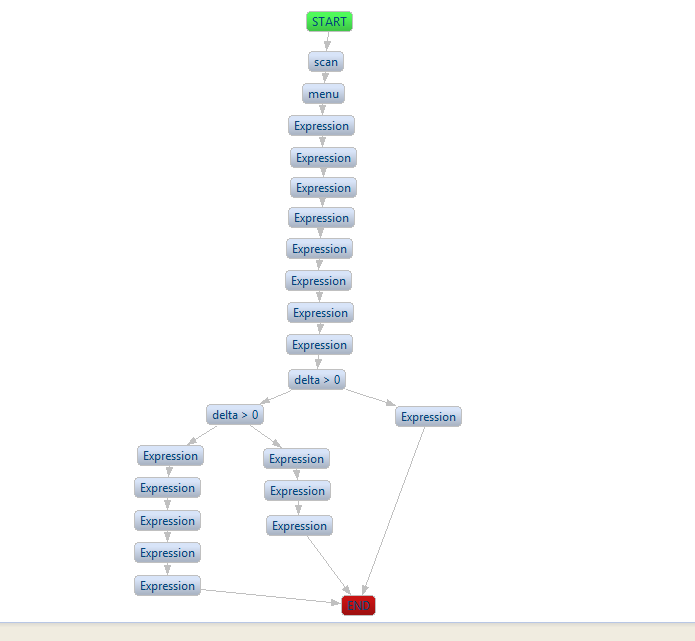 START
scan
menu
Expression
Expression
Expression
Expression
Expression
Expression
Expression
Expression
delta > 0
delta > 0
Expression
Expression
Expression
Expression
Expression
Expression
Expression
Expression
Expression
Expression
END